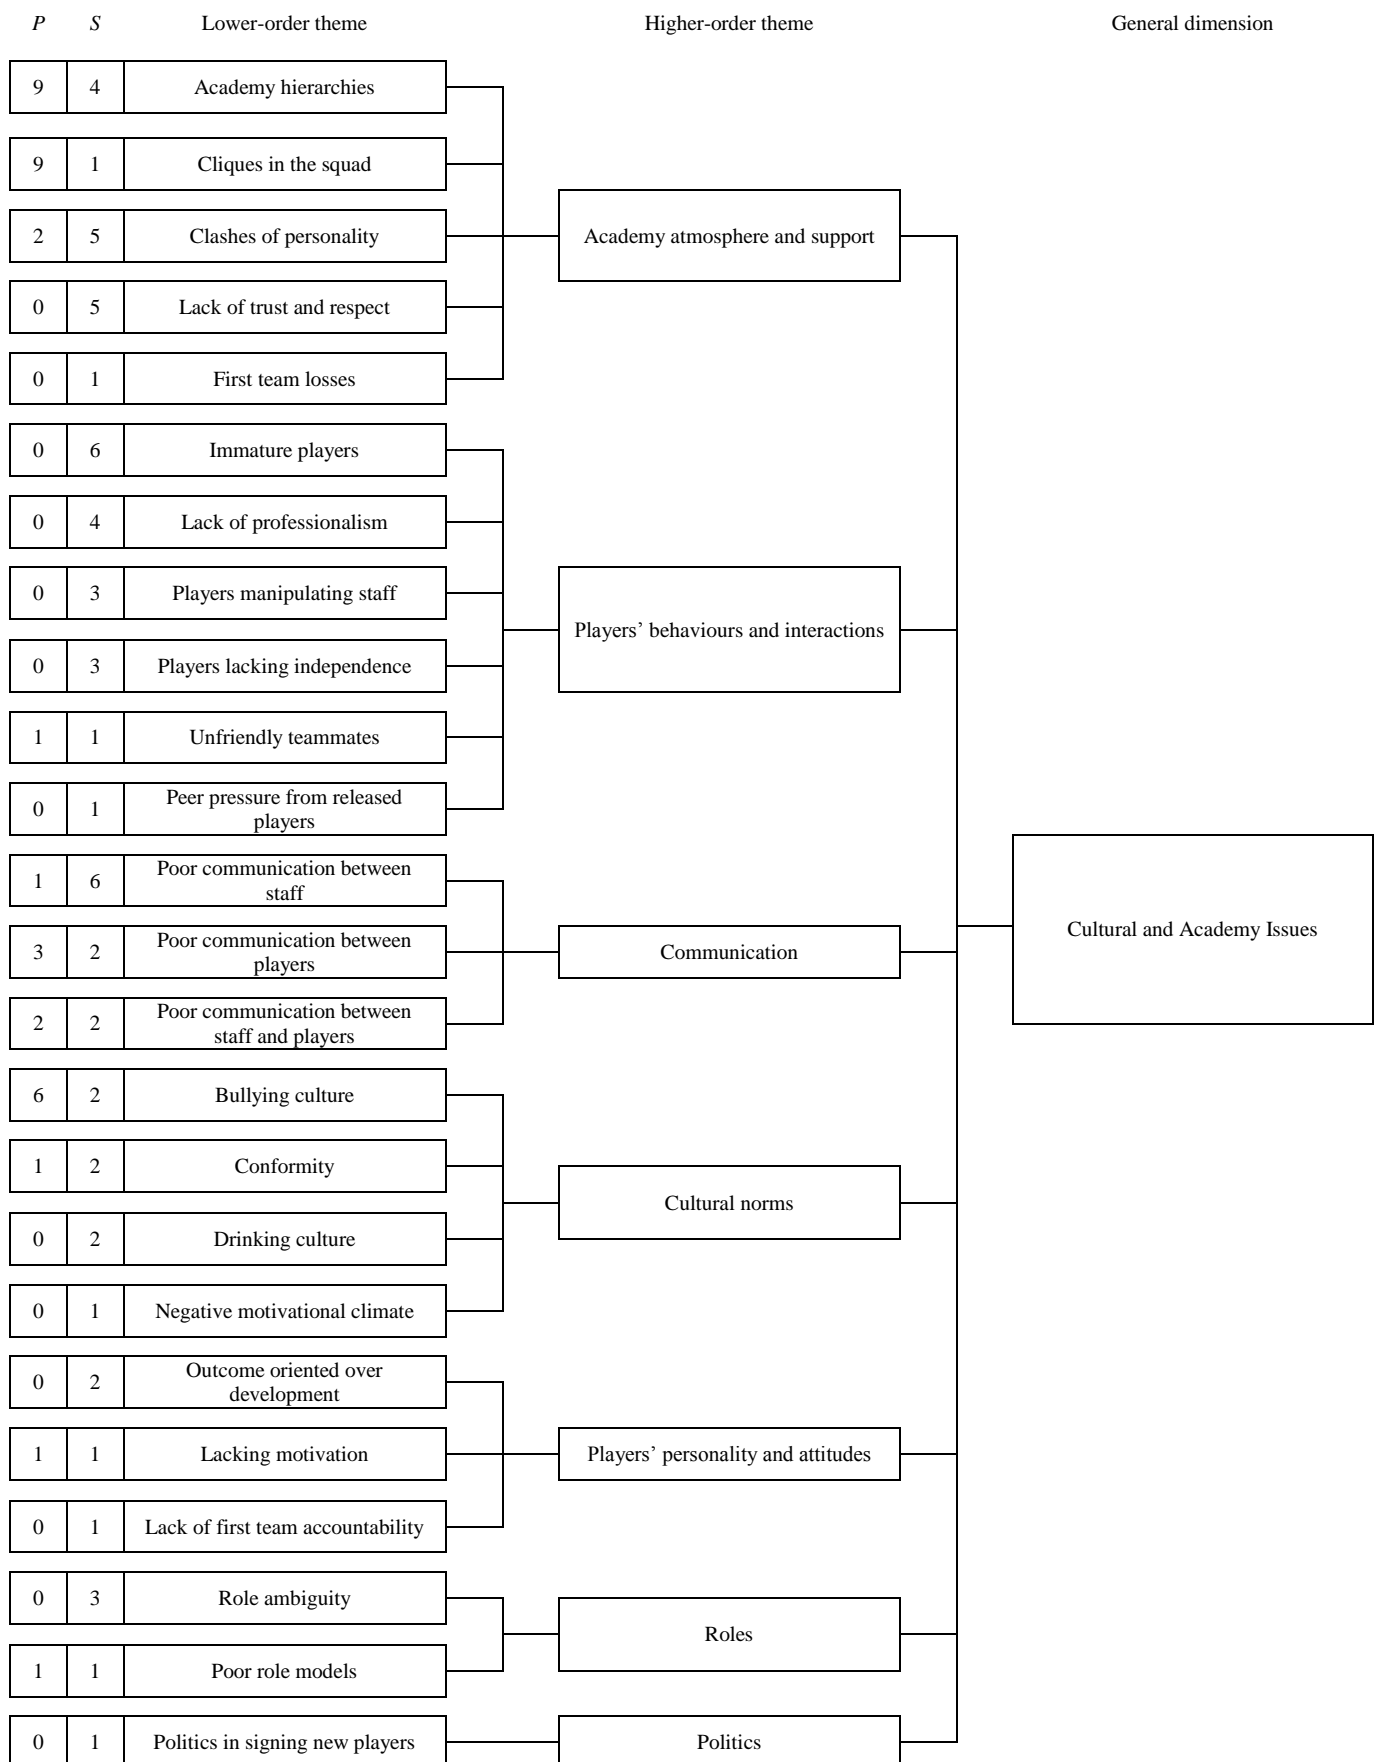 P S Lower-order theme Higher-order theme General dimension
9 4 Academy hierarchies
9 1 Cliques in the squad
2 5 Clashes of personality Academy atmosphere and support
0 5 Lack of trust and respect
0 1 First team losses
0 6 Immature players
0 4 Lack of professionalism
0 3 Players manipulating staff
Players’ behaviours and interactions
0 3 Players lacking independence
1 1 Unfriendly teammates
0 1 Peer pressure from released
players
1 6 Poor communication between
staff
Cultural and Academy Issues
3 2 Poor communication between
players
Communication
2 2 Poor communication between
staff and players
6 2 Bullying culture
1 2 Conformity
Cultural norms
0 2 Drinking culture
0 1 Negative motivational climate
0 2 Outcome oriented over
development
1 1 Lacking motivation Players’ personality and attitudes
0 1 Lack of first team accountability
0 3 Role ambiguity
Roles
1 1 Poor role models
0 1 Politics in signing new players Politics